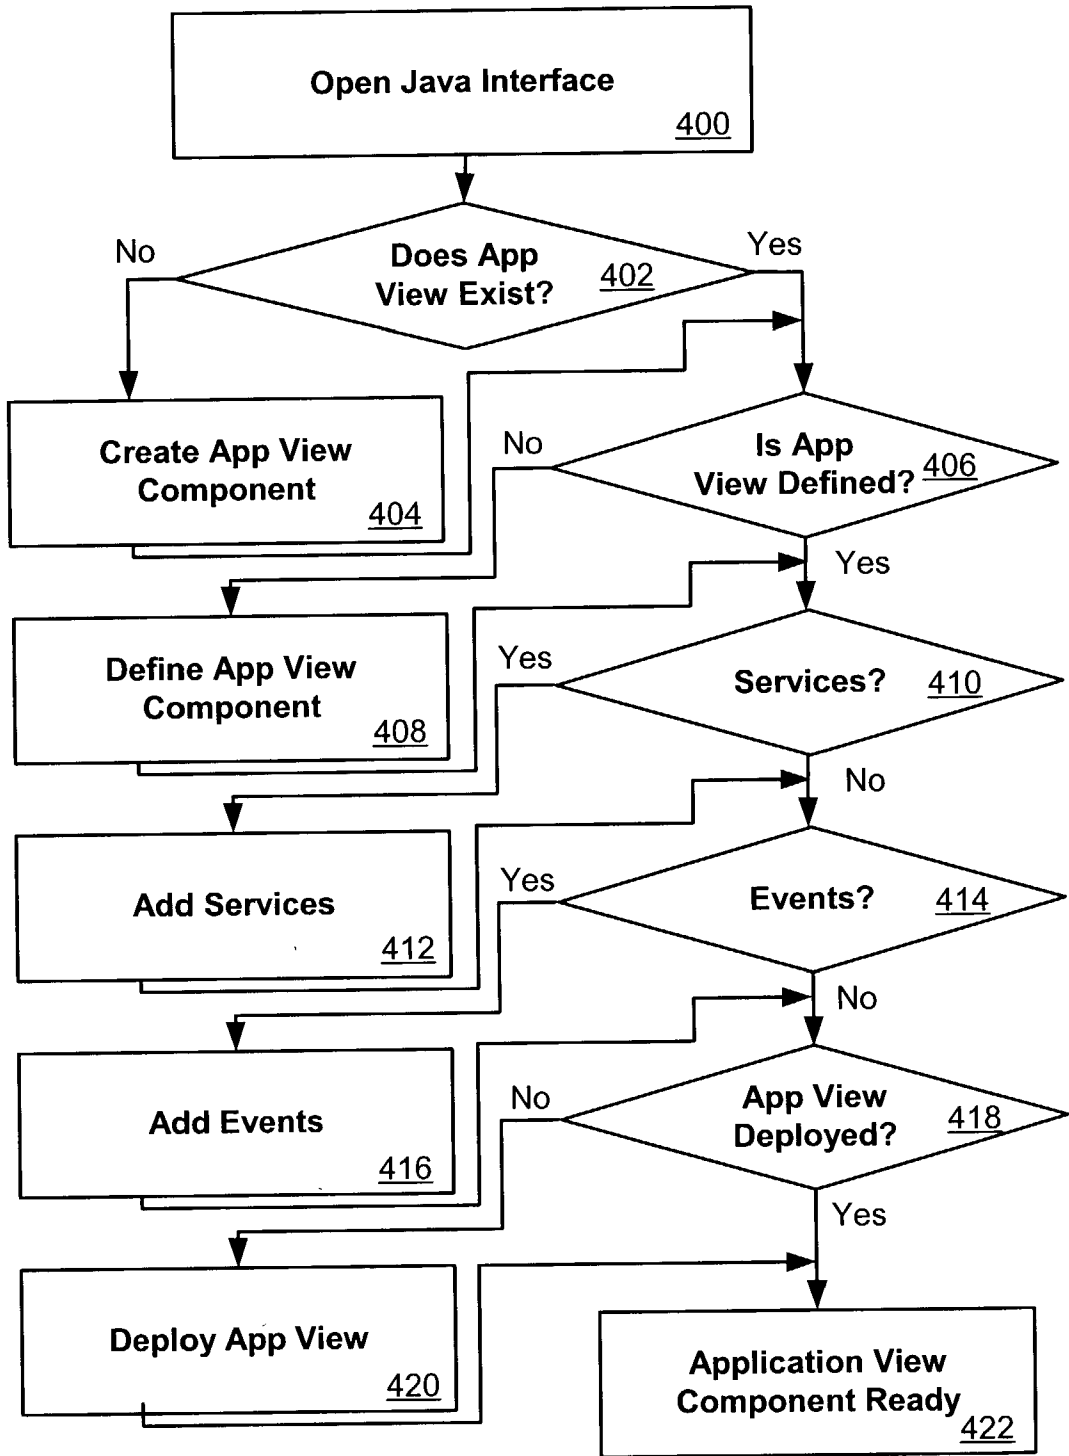 Open Java Interface
400
No
Yes
Does App
View Exist?
402
Create App View
Component
404
No
Is App
View Defined?
406
Yes
Define App View
Component
408
Yes
Services?
410
No
Add Services
412
Yes
Events?
414
No
Add Events
416
No
App View
Deployed?
418
Yes
Deploy App View
420
Application View
Component Ready
422